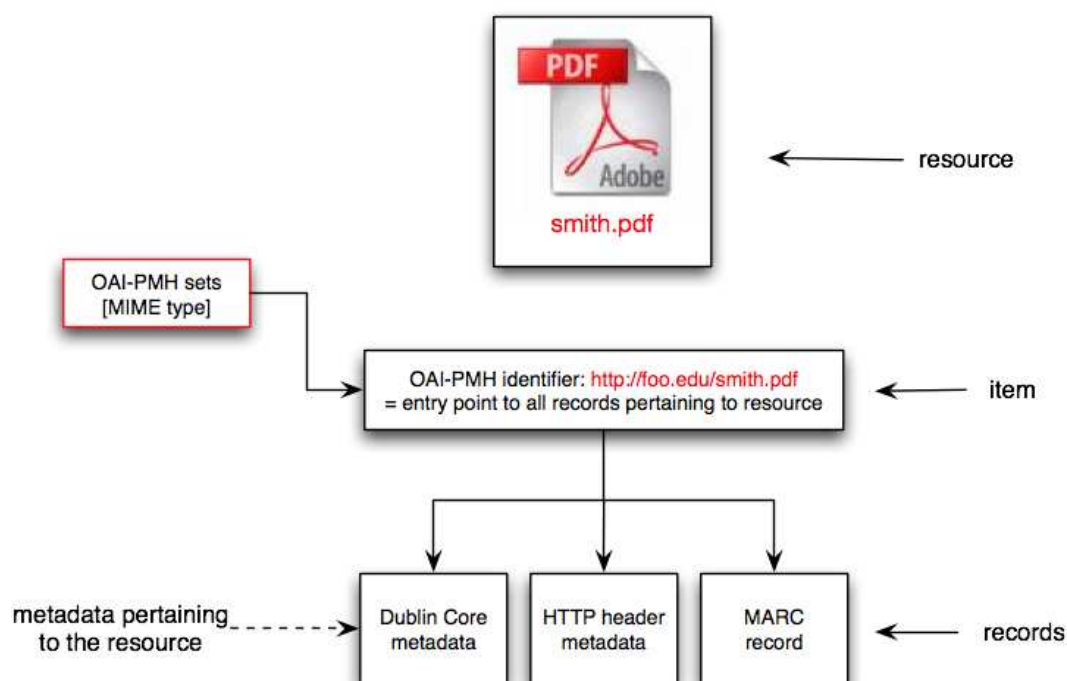 PDF
Adobe
smith.pdf
resource
OAI-PMH sets
[MIME type]
OAI-PMH identifier: http://foo.edu/smith.pdf
= entry point to all records pertaining to resource
item
metadata pertaining
to the resource
Dublin Core
metadata
HTTP header
metadata
MARC
record
records